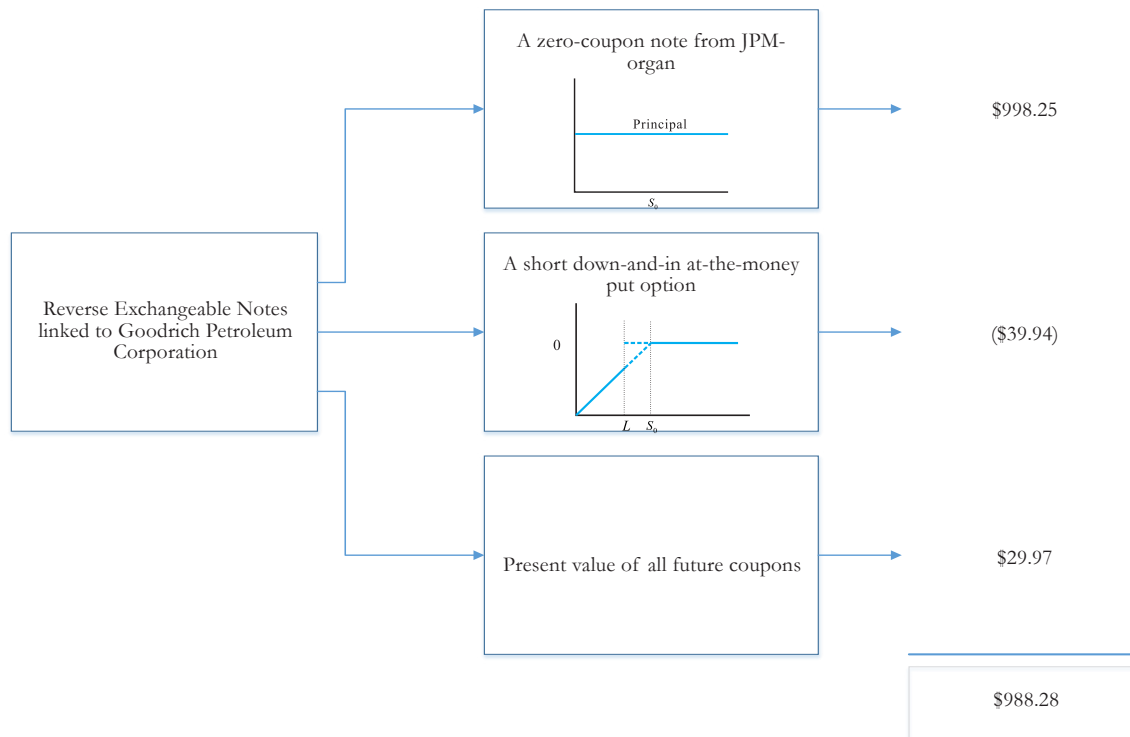 A zero-coupon note from JPM-
organ
Principal
S₀
$998.25
Reverse Exchangeable Notes
linked to Goodrich Petroleum
Corporation
A short down-and-in at-the-money
put option
0
L S₀
($39.94)
Present value of all future coupons
$29.97
$988.28